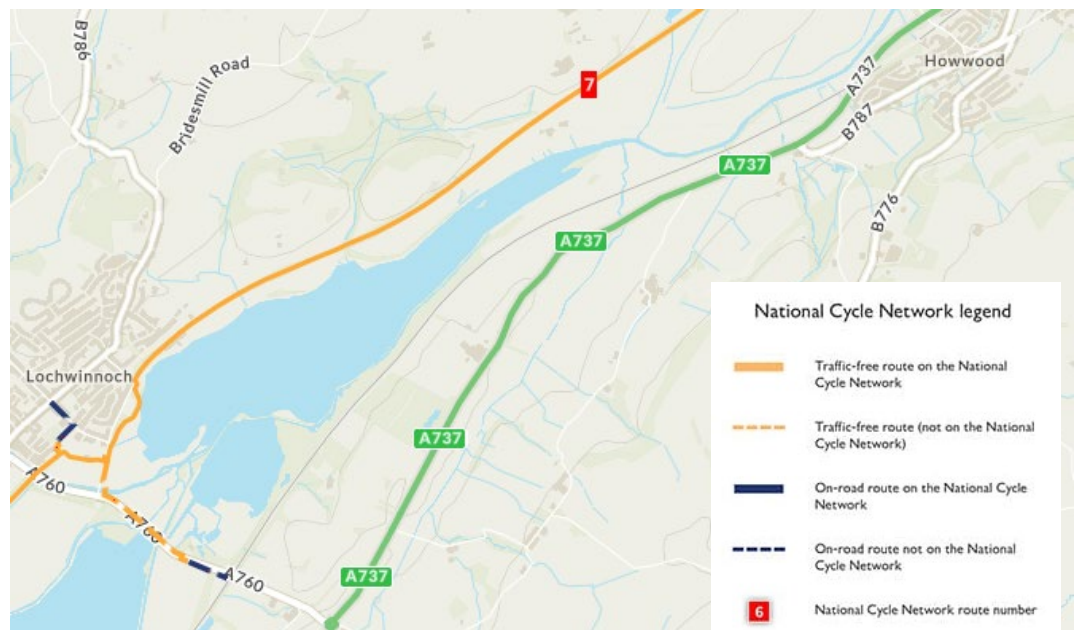 B786
Bridesmill Road
7
A737
Howwood
B787
A737
B776
A737
Lochwinnoch
A737
A760
A760
A760
A737
National Cycle Network legend
Traffic-free route on the National
Cycle Network
Traffic-free route (not on the National
Cycle Network)
On-road route on the National Cycle
Network
On-road route not on the National
Cycle Network
6
National Cycle Network route number